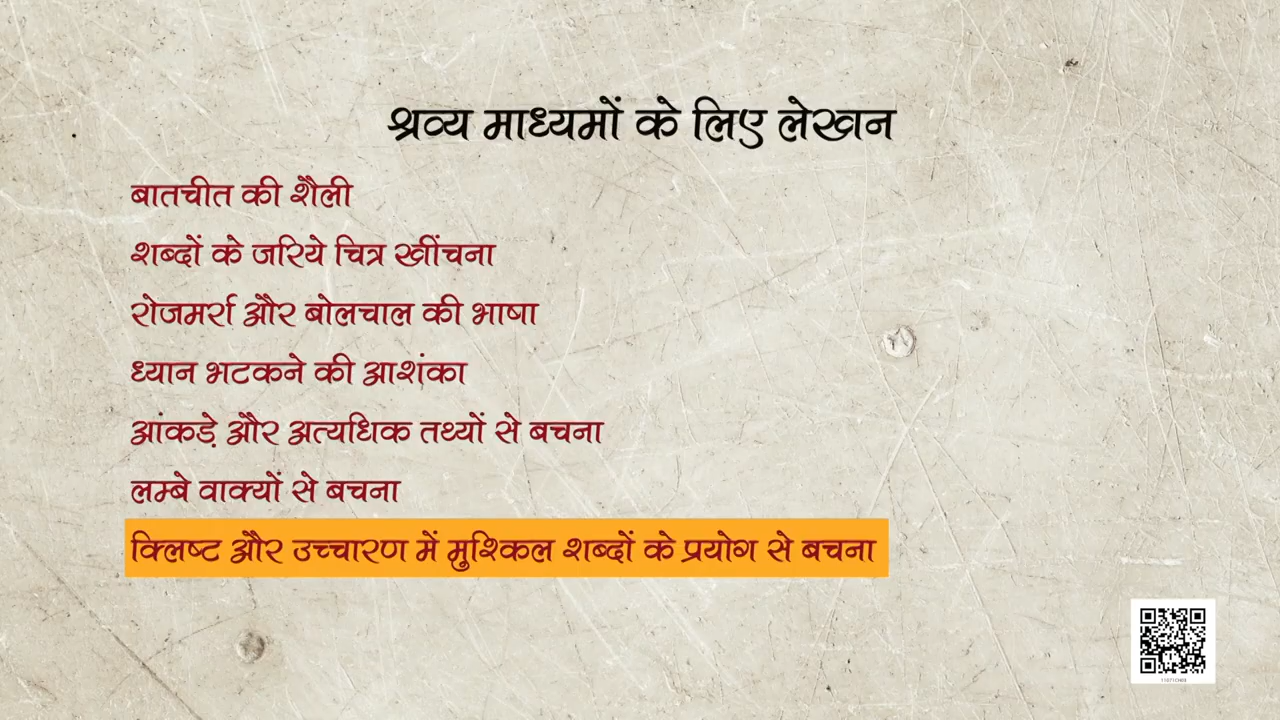 श्रव्य माध्यमों के लिए लेखन
बातचीत की शैली
शब्दों के जरिये चित्र खींचना
रोजमर्रा और बोलचाल की भाषा
ध्यान भटकने की आशंका
आंकड़े और अत्यधिक तथ्यों से बचना
लम्बे वाक्यों से बचना
क्लिष्ट और उच्चारण में मुश्किल शब्दों के प्रयोग से बचना